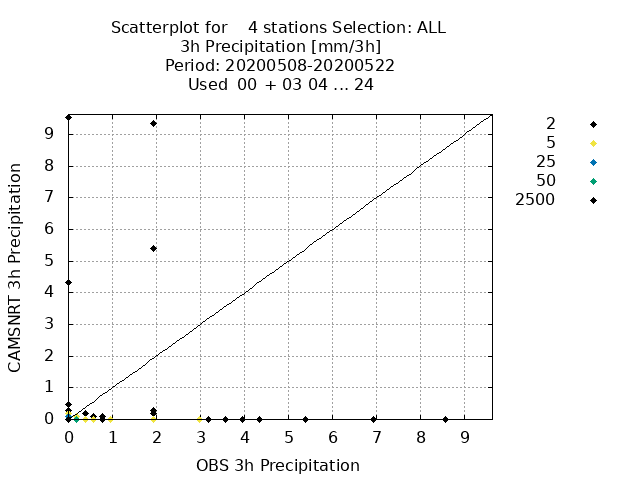 Scatterplot for    4 stations Selection: ALL
3h Precipitation [mm/3h]
Period: 20200508-20200522
Used  00  + 03 04 ... 24
2
5
25
50
2500
CAMSNRT 3h Precipitation
9
8
7
6
5
4
3
2
1
0
0 1 2 3 4 5 6 7 8 9
OBS 3h Precipitation